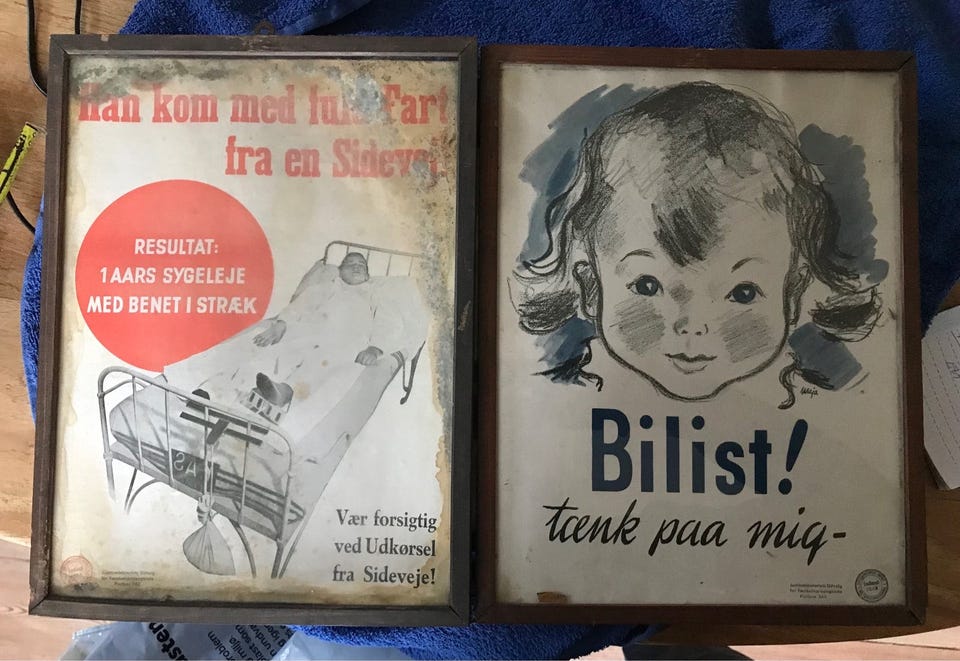 Han kom med fuld Fart
fra en Sidevej.
RESULTAT:
1 AARS SYGELEJE
MED BENET I STRÆK
Vær forsigtig
ved Udkørsel
fra Sideveje!
Bilist!
tænk paa mig-